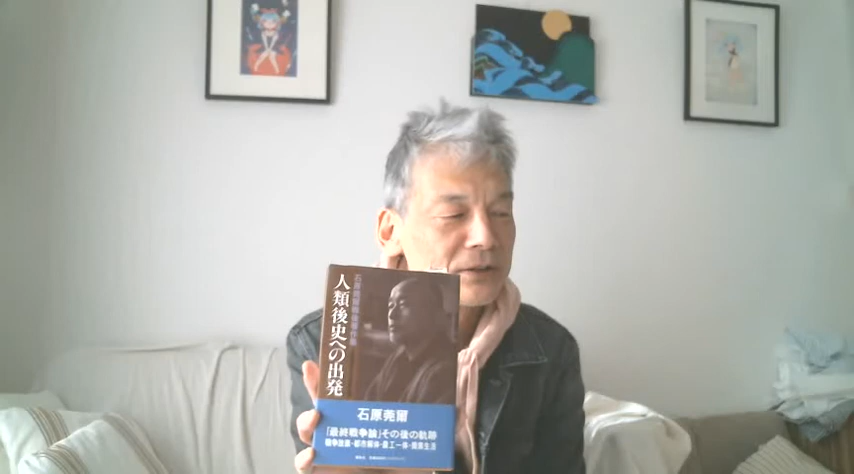 石原莞爾戦後著作集
人類後史への出発
石原莞爾
「最終戦争論」その後の軌跡
戦争放棄・都市解体・農工一体・簡素生活